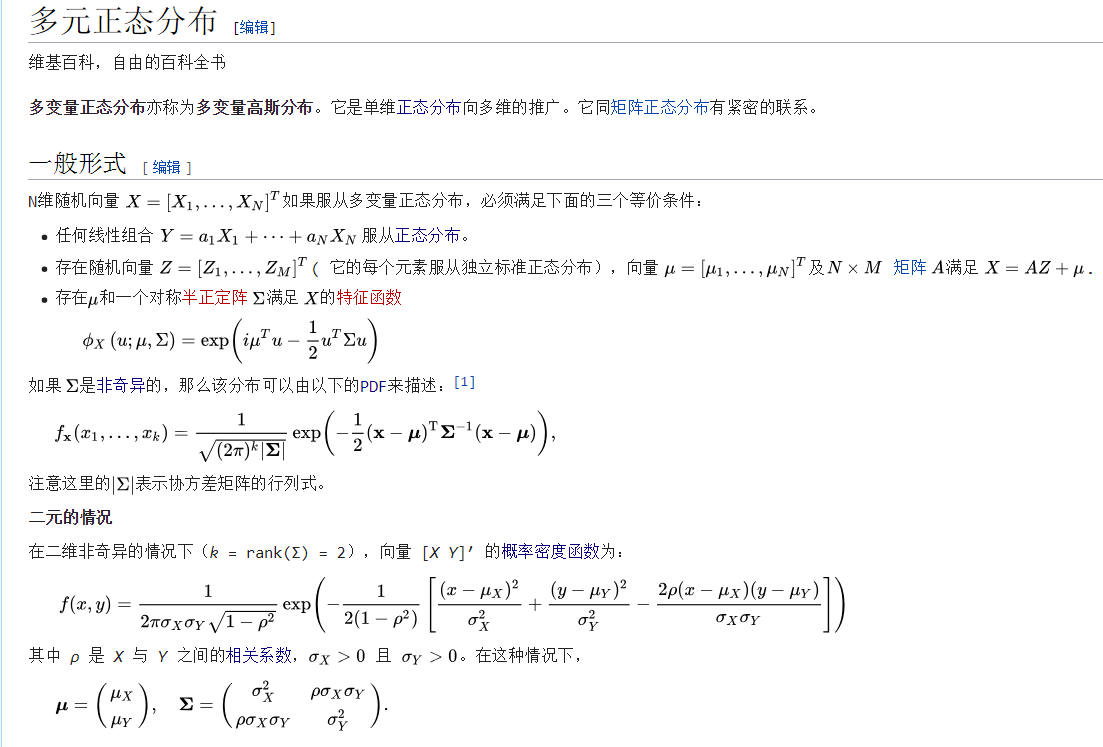 多元正态分布 [编辑]
维基百科，自由的百科全书
多变量正态分布亦称为多变量高斯分布。它是单维正态分布向多维的推广。它同矩阵正态分布有紧密的联系。
一般形式 [ 编辑 ]
N维随机向量 $X = [X_1, \ldots, X_N]^T$ 如果服从多变量正态分布，必须满足下面的三个等价条件：
• 任何线性组合 $Y = a_1X_1 + \cdots + a_NX_N$ 服从正态分布。
• 存在随机向量 $Z = [Z_1, \ldots, Z_M]^T$ ( 它的每个元素服从独立标准正态分布），向量 $\mu = [\mu_1, \ldots, \mu_N]^T$ 及 $N \times M$ 矩阵 $A$ 满足 $X = AZ + \mu$ .
• 存在$\mu$和一个对称半正定阵 $\Sigma$满足 $X$的特征函数
$\phi_X (u; \mu, \Sigma) = \exp\left( i\mu^T u - \frac{1}{2} u^T \Sigma u \right)$
如果 $\Sigma$是非奇异的，那么该分布可以由以下的PDF来描述：[1]
$f_{\mathbf{x}}(x_1, \ldots, x_k) = \frac{1}{\sqrt{(2\pi)^k |\boldsymbol{\Sigma}|}} \exp\left( -\frac{1}{2} (\mathbf{x} - \boldsymbol{\mu})^{\mathrm{T}} \boldsymbol{\Sigma}^{-1} (\mathbf{x} - \boldsymbol{\mu}) \right),$
注意这里的$|\Sigma|$表示协方差矩阵的行列式。
二元的情况
在二维非奇异的情况下（k = rank(Σ) = 2），向量 [X Y]′ 的概率密度函数为：
$f(x, y) = \frac{1}{2\pi\sigma_X\sigma_Y\sqrt{1 - \rho^2}} \exp\left( -\frac{1}{2(1 - \rho^2)} \left[ \frac{(x - \mu_X)^2}{\sigma_X^2} + \frac{(y - \mu_Y)^2}{\sigma_Y^2} - \frac{2\rho(x - \mu_X)(y - \mu_Y)}{\sigma_X\sigma_Y} \right] \right)$
其中 ρ 是 X 与 Y 之间的相关系数，$\sigma_X > 0$ 且 $\sigma_Y > 0$。在这种情况下，
$\boldsymbol{\mu} = \begin{pmatrix} \mu_X \\ \mu_Y \end{pmatrix}, \quad \boldsymbol{\Sigma} = \begin{pmatrix} \sigma_X^2 & \rho\sigma_X\sigma_Y \\ \rho\sigma_X\sigma_Y & \sigma_Y^2 \end{pmatrix}.$